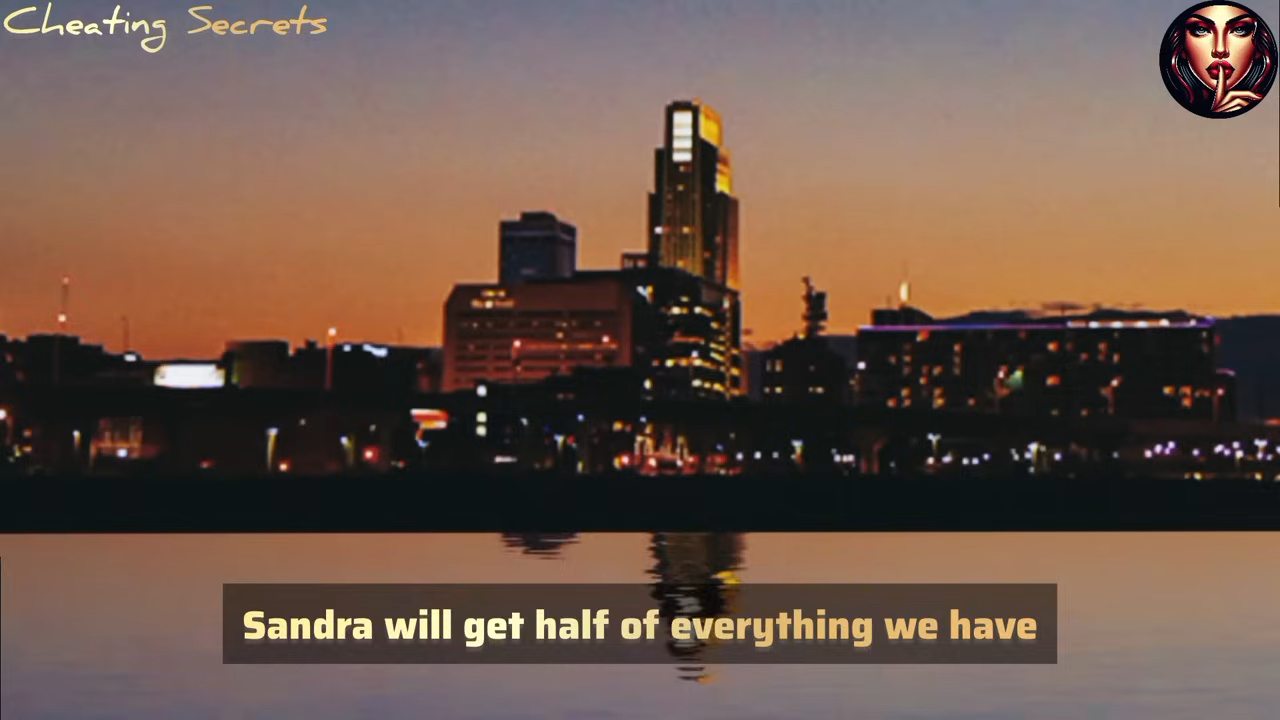 Cheating Secrets
Sandra will get half of everything we have